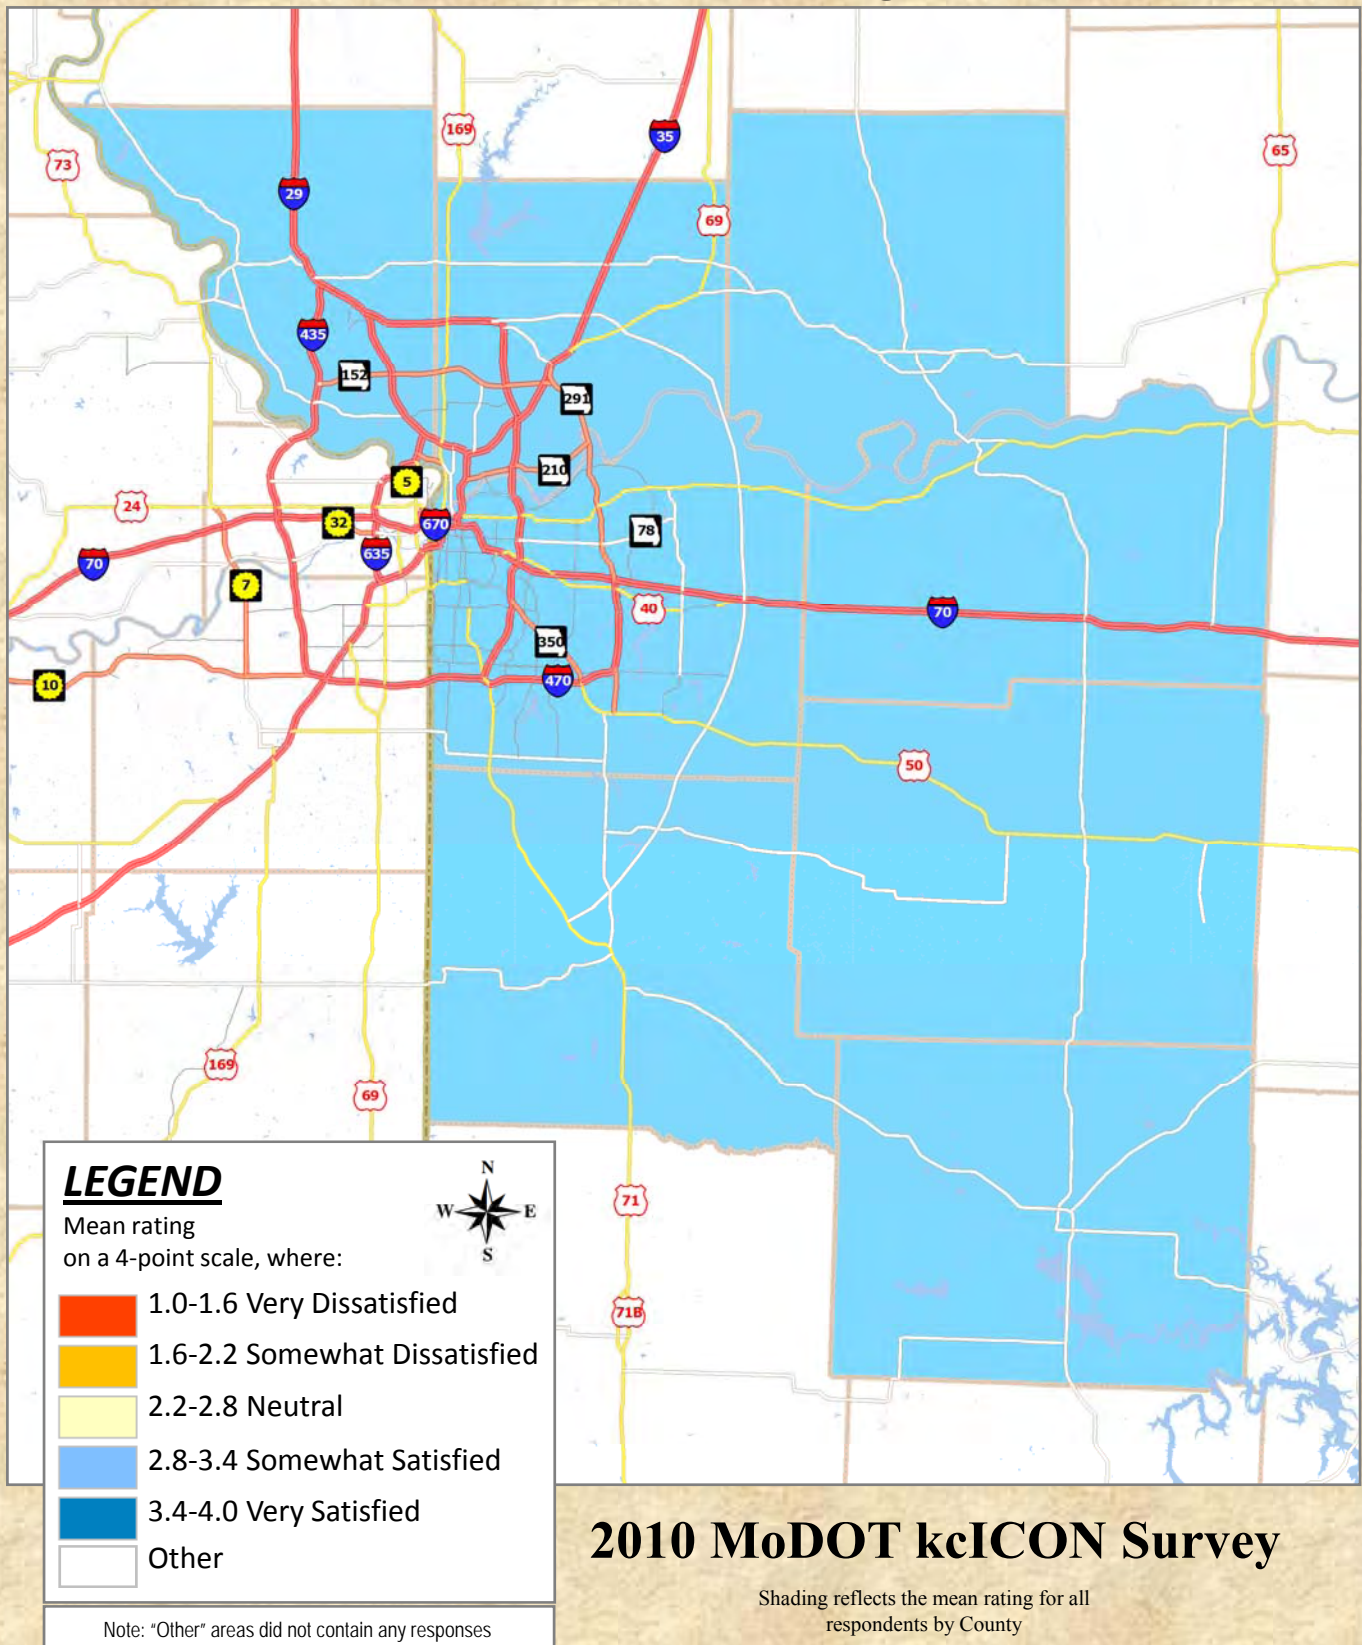 169
35
73
65
29
69
435
152
291
210
5
24
32
670
78
635
70
7
40
70
350
10
470
50
169
69
71
71B
LEGEND
Mean rating
on a 4-point scale, where:
N
W E
S
1.0-1.6 Very Dissatisfied
1.6-2.2 Somewhat Dissatisfied
2.2-2.8 Neutral
2.8-3.4 Somewhat Satisfied
3.4-4.0 Very Satisfied
Other
Note: "Other" areas did not contain any responses
2010 MoDOT kcICON Survey
Shading reflects the mean rating for all
respondents by County